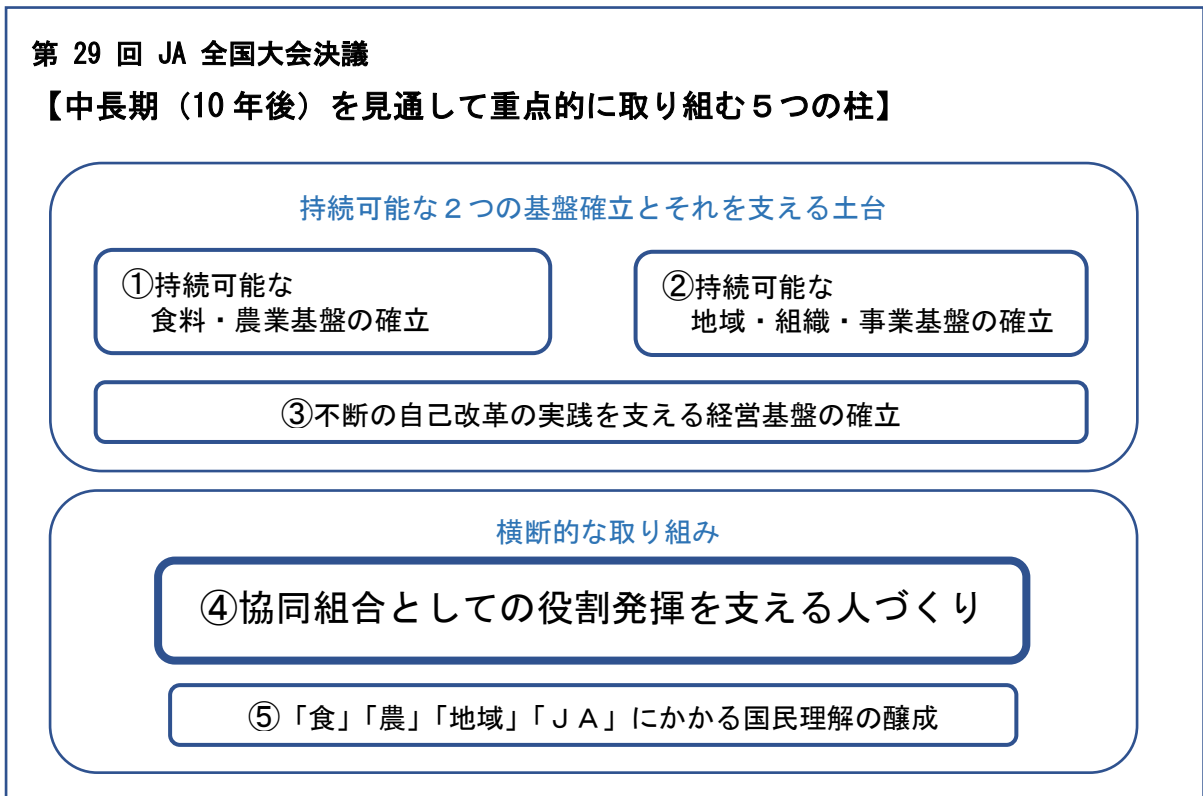 第 29 回 JA 全国大会決議
【中長期（10 年後）を見通して重点的に取り組む５つの柱】
持続可能な２つの基盤確立とそれを支える土台
①持続可能な
食料・農業基盤の確立
②持続可能な
地域・組織・事業基盤の確立
③不断の自己改革の実践を支える経営基盤の確立
横断的な取り組み
④協同組合としての役割発揮を支える人づくり
⑤「食」「農」「地域」「ＪＡ」にかかる国民理解の醸成